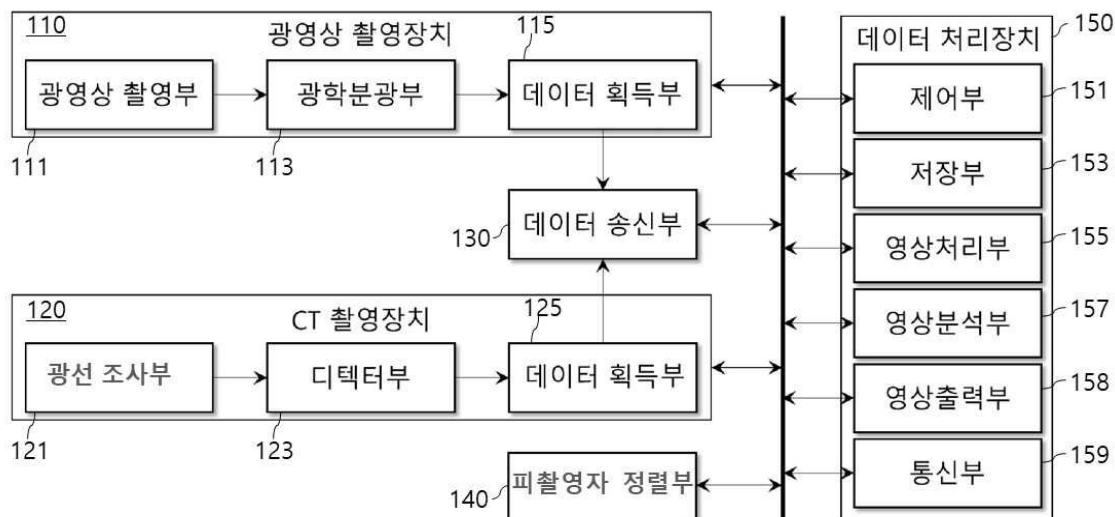 110
광영상 촬영장치
115
광영상 촬영부
광학분광부
데이터 획득부
111
113
130
데이터 송신부
120
CT 촬영장치
125
광선 조사부
디텍터부
데이터 획득부
121
123
140
피촬영자 정렬부
데이터 처리장치
150
제어부
151
저장부
153
영상처리부
155
영상분석부
157
영상출력부
158
통신부
159